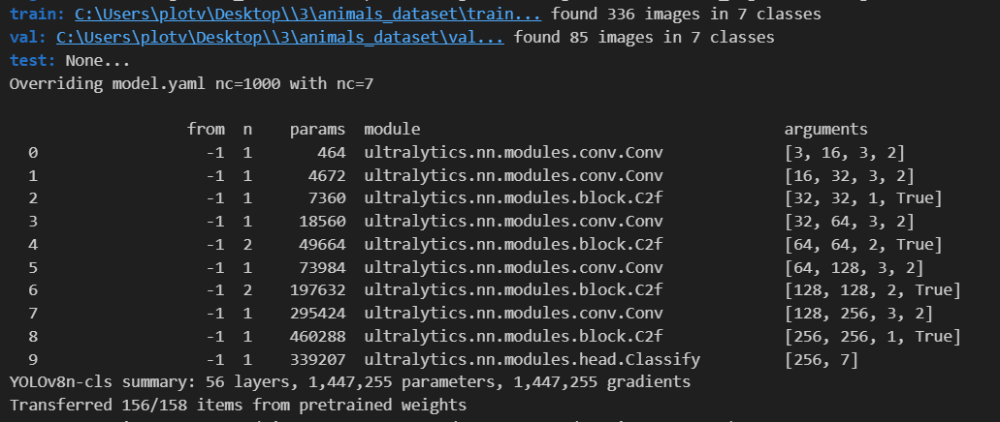 train: C:\Users\plotv\Desktop\\3\animals_dataset\train... found 336 images in 7 classes
val: C:\Users\plotv\Desktop\\3\animals_dataset\val... found 85 images in 7 classes
test: None...
Overriding model.yaml nc=1000 with nc=7
from n params module arguments
0 -1 1 464 ultralytics.nn.modules.conv.Conv [3, 16, 3, 2]
1 -1 1 4672 ultralytics.nn.modules.conv.Conv [16, 32, 3, 2]
2 -1 1 7360 ultralytics.nn.modules.block.C2f [32, 32, 1, True]
3 -1 1 18560 ultralytics.nn.modules.conv.Conv [32, 64, 3, 2]
4 -1 2 49664 ultralytics.nn.modules.block.C2f [64, 64, 2, True]
5 -1 1 73984 ultralytics.nn.modules.conv.Conv [64, 128, 3, 2]
6 -1 2 197632 ultralytics.nn.modules.block.C2f [128, 128, 2, True]
7 -1 1 295424 ultralytics.nn.modules.conv.Conv [128, 256, 3, 2]
8 -1 1 460288 ultralytics.nn.modules.block.C2f [256, 256, 1, True]
9 -1 1 339207 ultralytics.nn.modules.head.Classify [256, 7]
YOLOv8n-cls summary: 56 layers, 1,447,255 parameters, 1,447,255 gradients
Transferred 156/158 items from pretrained weights